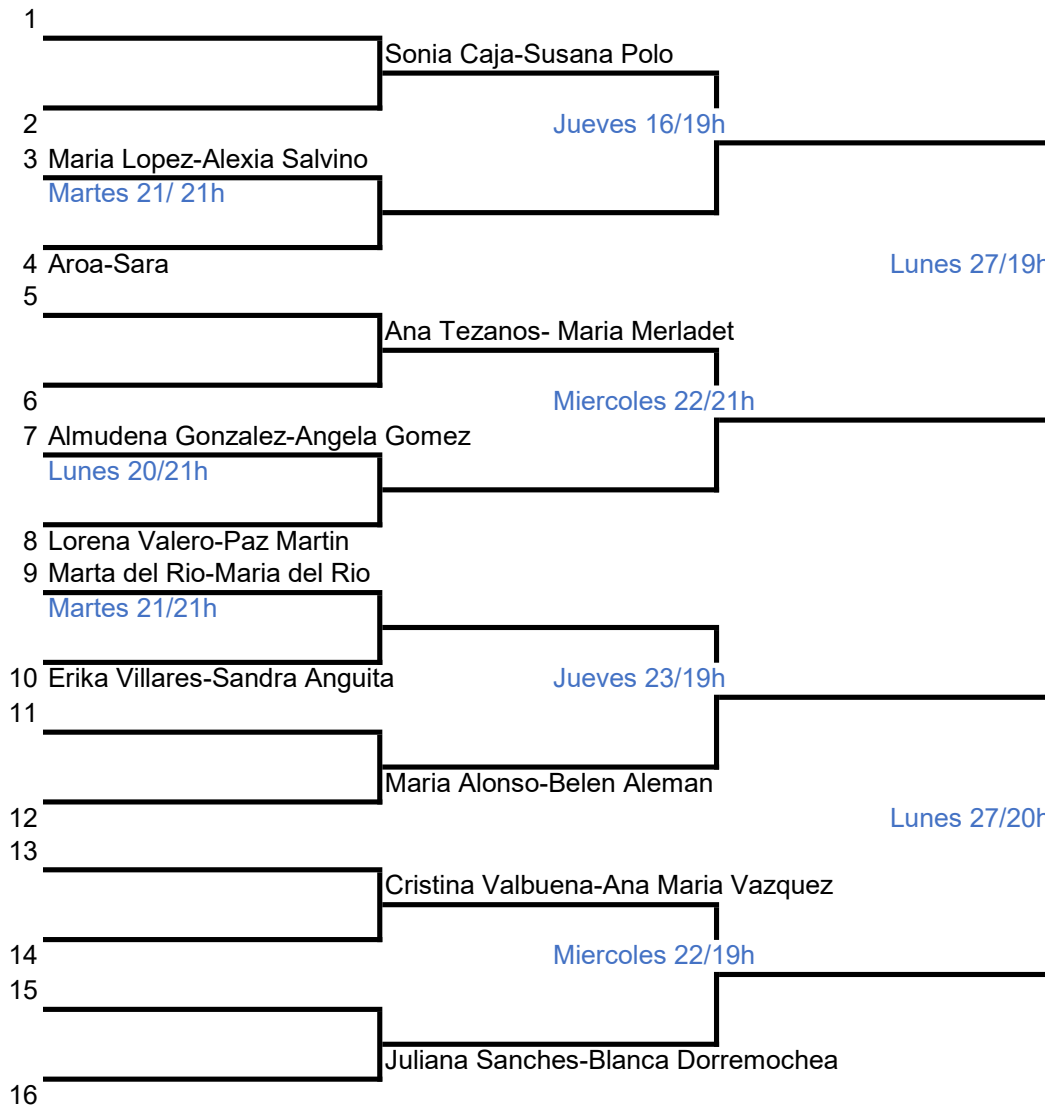 1
Sonia Caja-Susana Polo
2
Jueves 16/19h
3 Maria Lopez-Alexia Salvino
Martes 21/ 21h
4 Aroa-Sara
Lunes 27/19h
5
Ana Tezanos- Maria Merladet
6
Miercoles 22/21h
7 Almudena Gonzalez-Angela Gomez
Lunes 20/21h
8 Lorena Valero-Paz Martin
9 Marta del Rio-Maria del Rio
Martes 21/21h
10 Erika Villares-Sandra Anguita
Jueves 23/19h
11
Maria Alonso-Belen Aleman
12
Lunes 27/20h
13
Cristina Valbuena-Ana Maria Vazquez
14
Miercoles 22/19h
15
Juliana Sanches-Blanca Dorremochea
16